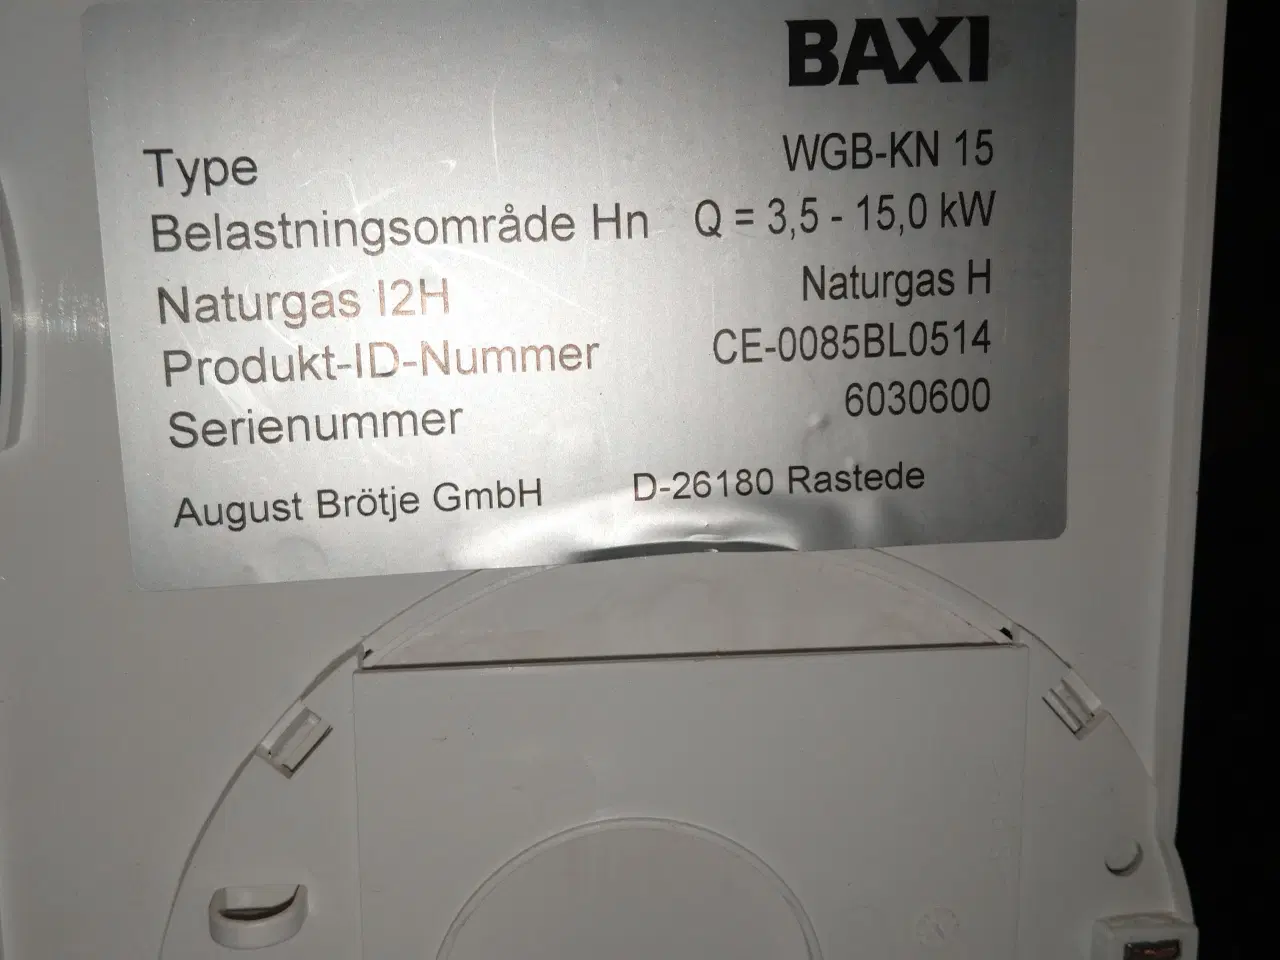 BAXI
Type WGB-KN 15
Belastningsområde Hn Q = 3,5 - 15,0 kW
Naturgas I2H Naturgas H
Produkt-ID-Nummer CE-0085BL0514
Serienummer 6030600
August Brötje GmbH D-26180 Rastede